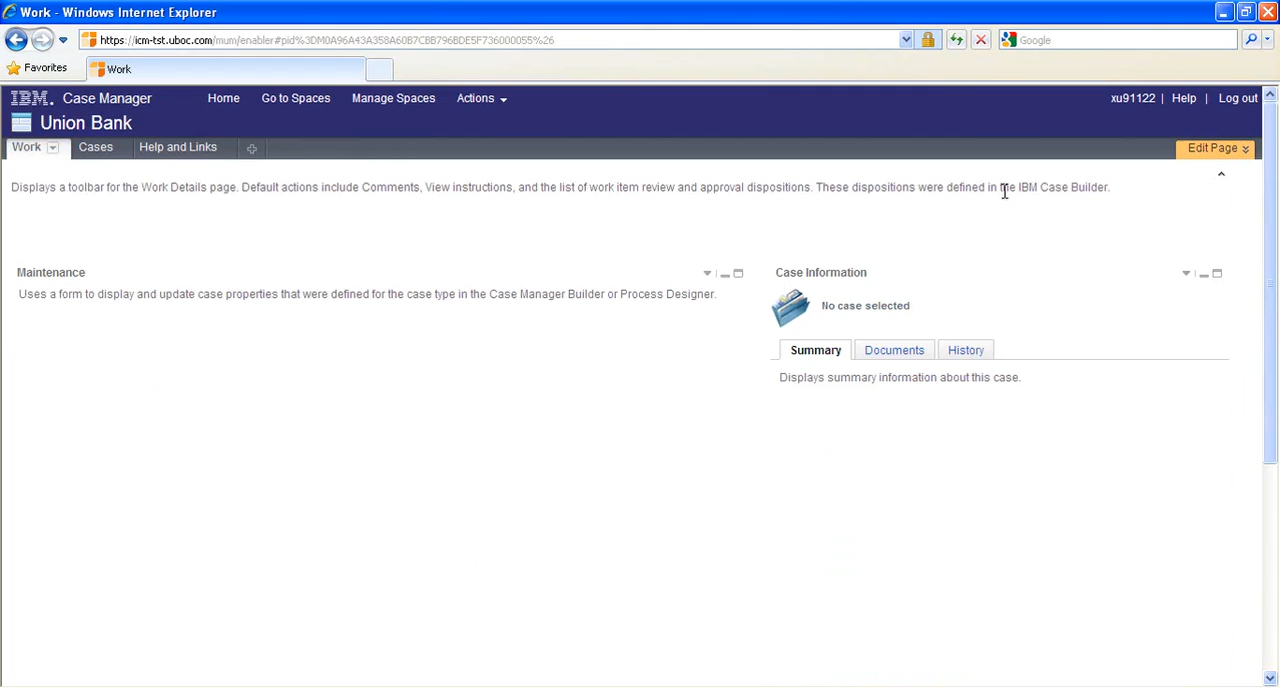 Work - Windows Internet Explorer
https://icm-tst.uboc.com/mum/enabler#pid%3DM0A96A43A358A60B7CBB796BDE5F736000055%26
Google
Favorites
Work
IBM. Case Manager
Home
Go to Spaces
Manage Spaces
Actions
xu91122 | Help | Log out
Union Bank
Work
Cases
Help and Links
Edit Page
Displays a toolbar for the Work Details page. Default actions include Comments, View instructions, and the list of work item review and approval dispositions. These dispositions were defined in the IBM Case Builder.
Maintenance
Uses a form to display and update case properties that were defined for the case type in the Case Manager Builder or Process Designer.
Case Information
No case selected
Summary
Documents
History
Displays summary information about this case.